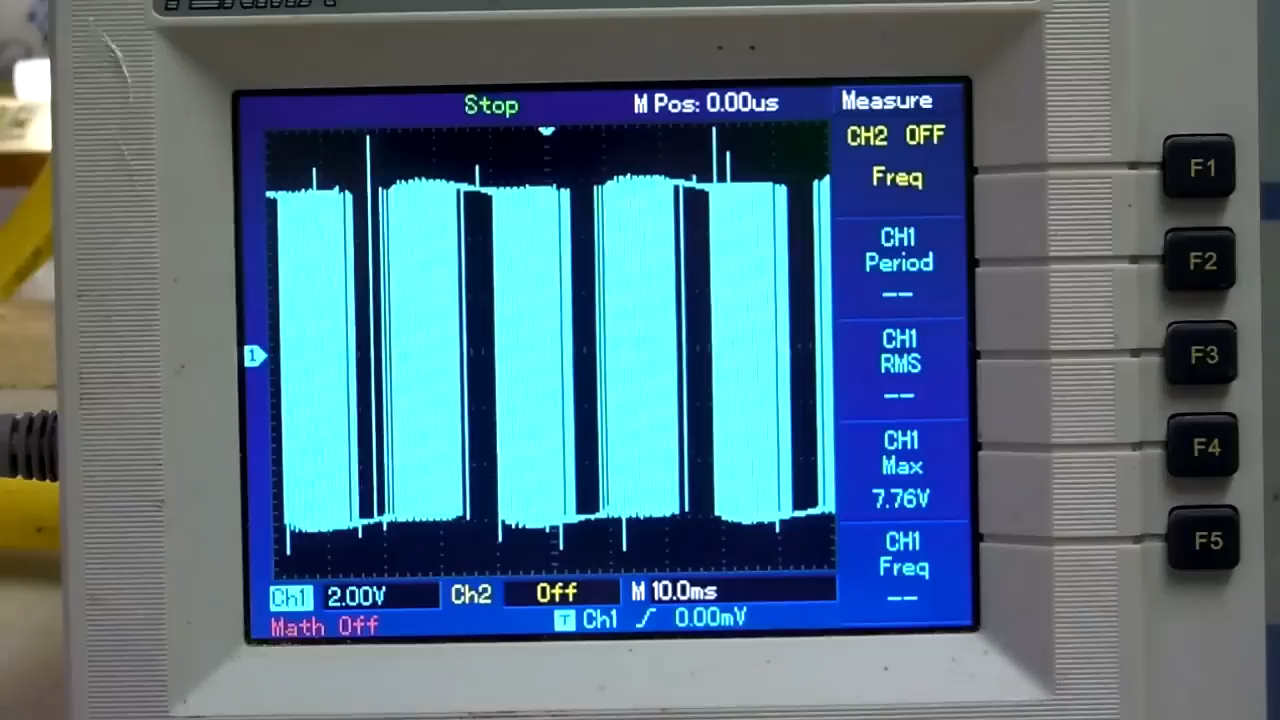 Stop
M Pos: 0.00us
Measure
CH2 OFF
Freq
CH1
Period
--
CH1
RMS
--
CH1
Max
7.76V
CH1
Freq
--
1
Ch1 2.00V
Ch2 Off
M 10.0ms
Math Off
T Ch1 0.00mV
F1
F2
F3
F4
F5